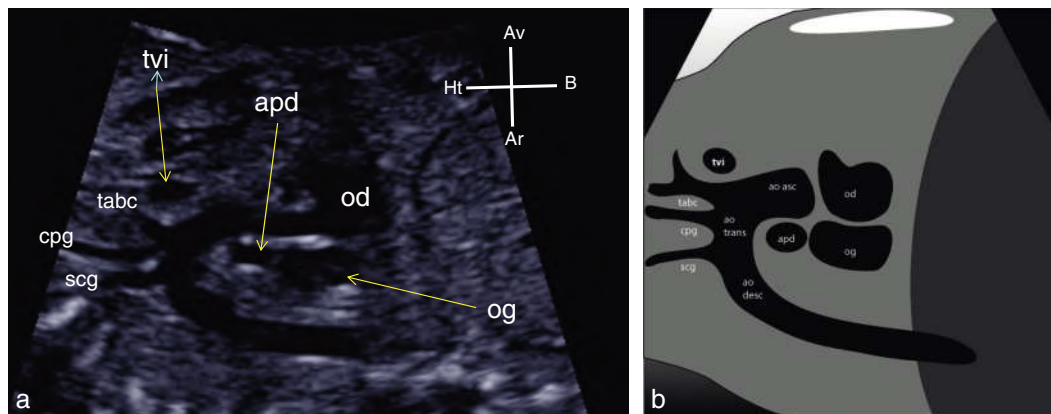 tvi
apd
od
tabc
cpg
scg
og
Av
Ht
B
Ar
a
tvi
ao asc
od
tabc
ao
trans
cpg
apd
og
scg
ao
desc
b